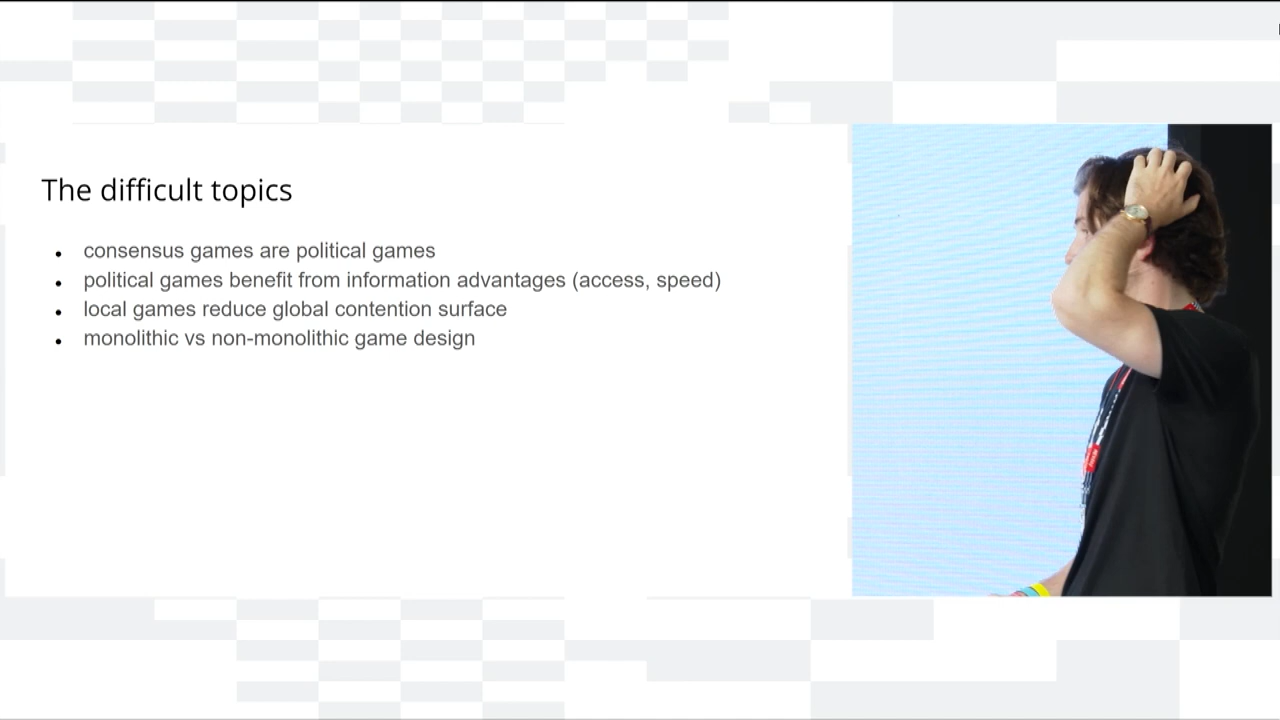 The difficult topics
consensus games are political games
political games benefit from information advantages (access, speed)
local games reduce global contention surface
monolithic vs non-monolithic game design